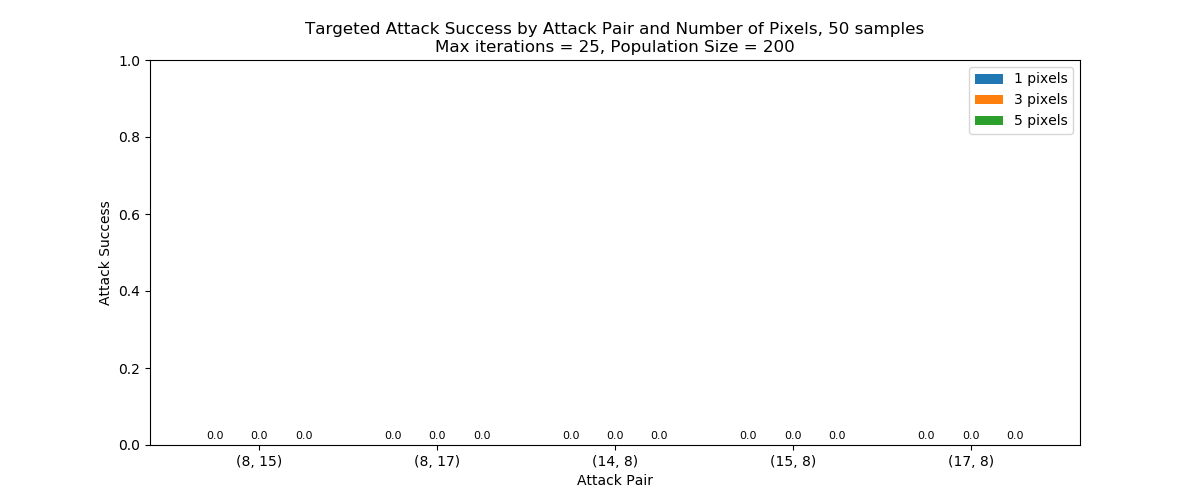 Targeted Attack Success by Attack Pair and Number of Pixels, 50 samples
Max iterations = 25, Population Size = 200
1.0
1 pixels
3 pixels
5 pixels
0.8
0.6
Attack Success
0.4
0.2
0.0 0.0 0.0 0.0 0.0 0.0 0.0 0.0 0.0 0.0 0.0 0.0 0.0 0.0 0.0
0.0
(8, 15) (8, 17) (14, 8) (15, 8) (17, 8)
Attack Pair